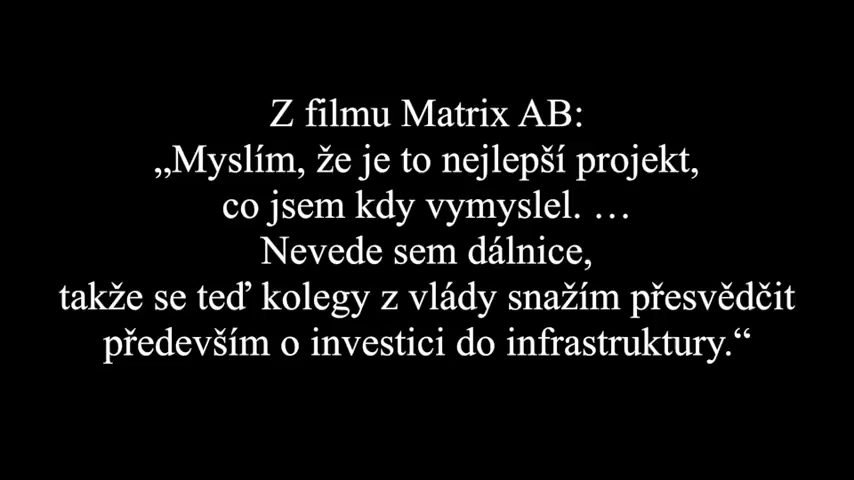 Z filmu Matrix AB:
„Myslím, že je to nejlepší projekt,
co jsem kdy vymyslel. …
Nevede sem dálnice,
takže se teď kolegy z vlády snažím přesvědčit
především o investici do infrastruktury.“